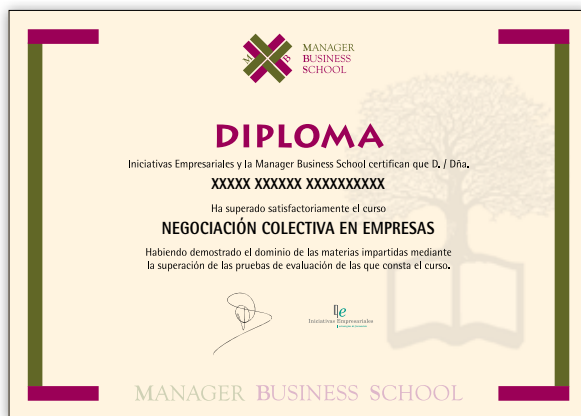 M B
MANAGER
BUSINESS
SCHOOL
DIPLOMA
Iniciativas Empresariales y la Manager Business School certifican que D. / Dña.
XXXXX XXXXXX XXXXXXXXXX
Ha superado satisfactoriamente el curso
NEGOCIACIÓN COLECTIVA EN EMPRESAS
Habiendo demostrado el dominio de las materias impartidas mediante
la superación de las pruebas de evaluación de las que consta el curso.
Iniciativas Empresariales
MANAGER BUSINESS SCHOOL